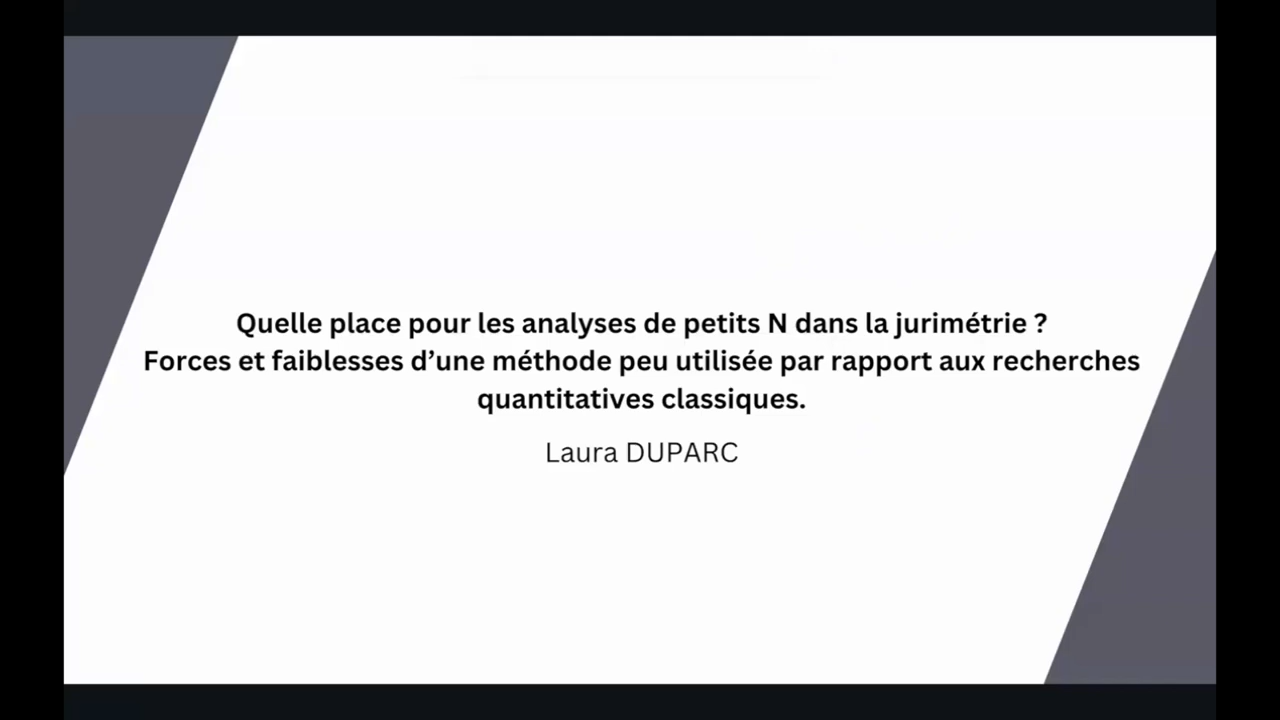 Quelle place pour les analyses de petits N dans la jurimétrie ?
Forces et faiblesses d’une méthode peu utilisée par rapport aux recherches
quantitatives classiques.
Laura DUPARC